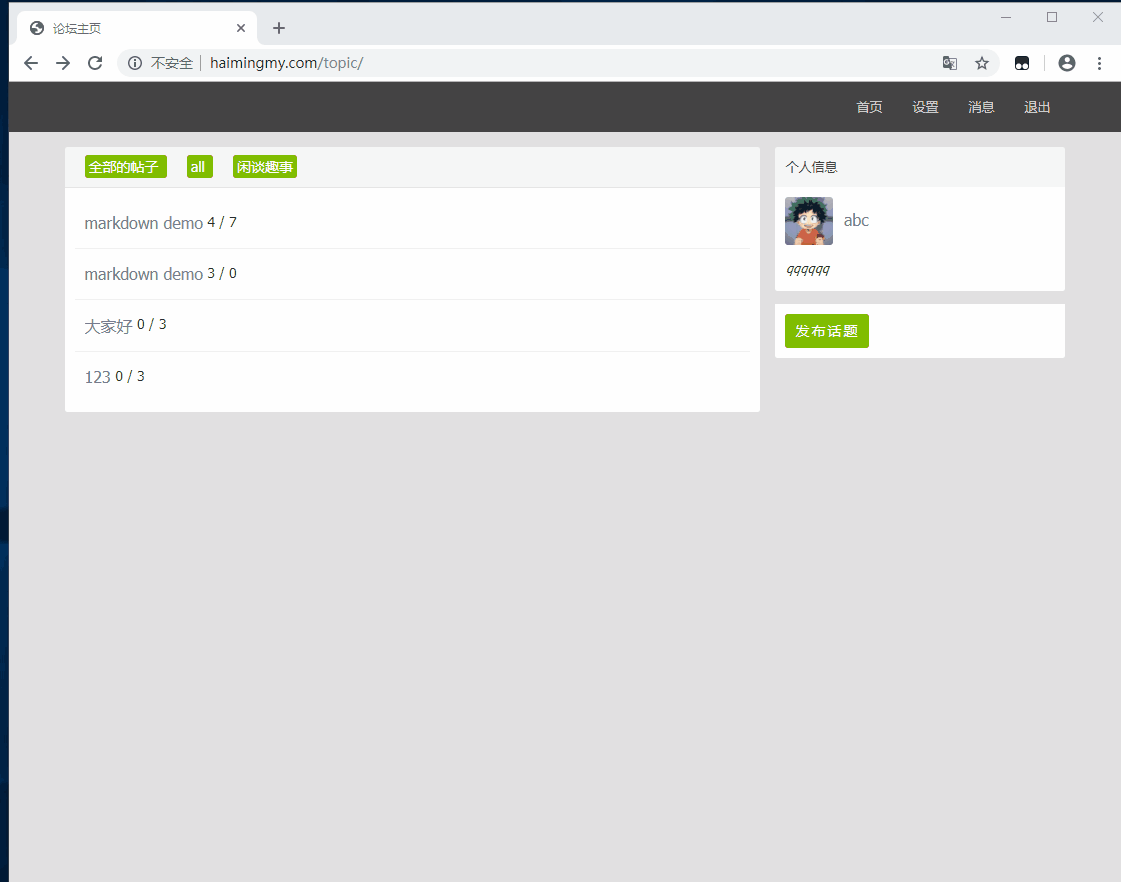 论坛主页
不安全 haimingmy.com/topic/
首页 设置 消息 退出
全部的帖子 all 闲谈趣事
markdown demo 4 / 7
markdown demo 3 / 0
大家好 0 / 3
123 0 / 3
个人信息
abc
qqqqqq
发布话题